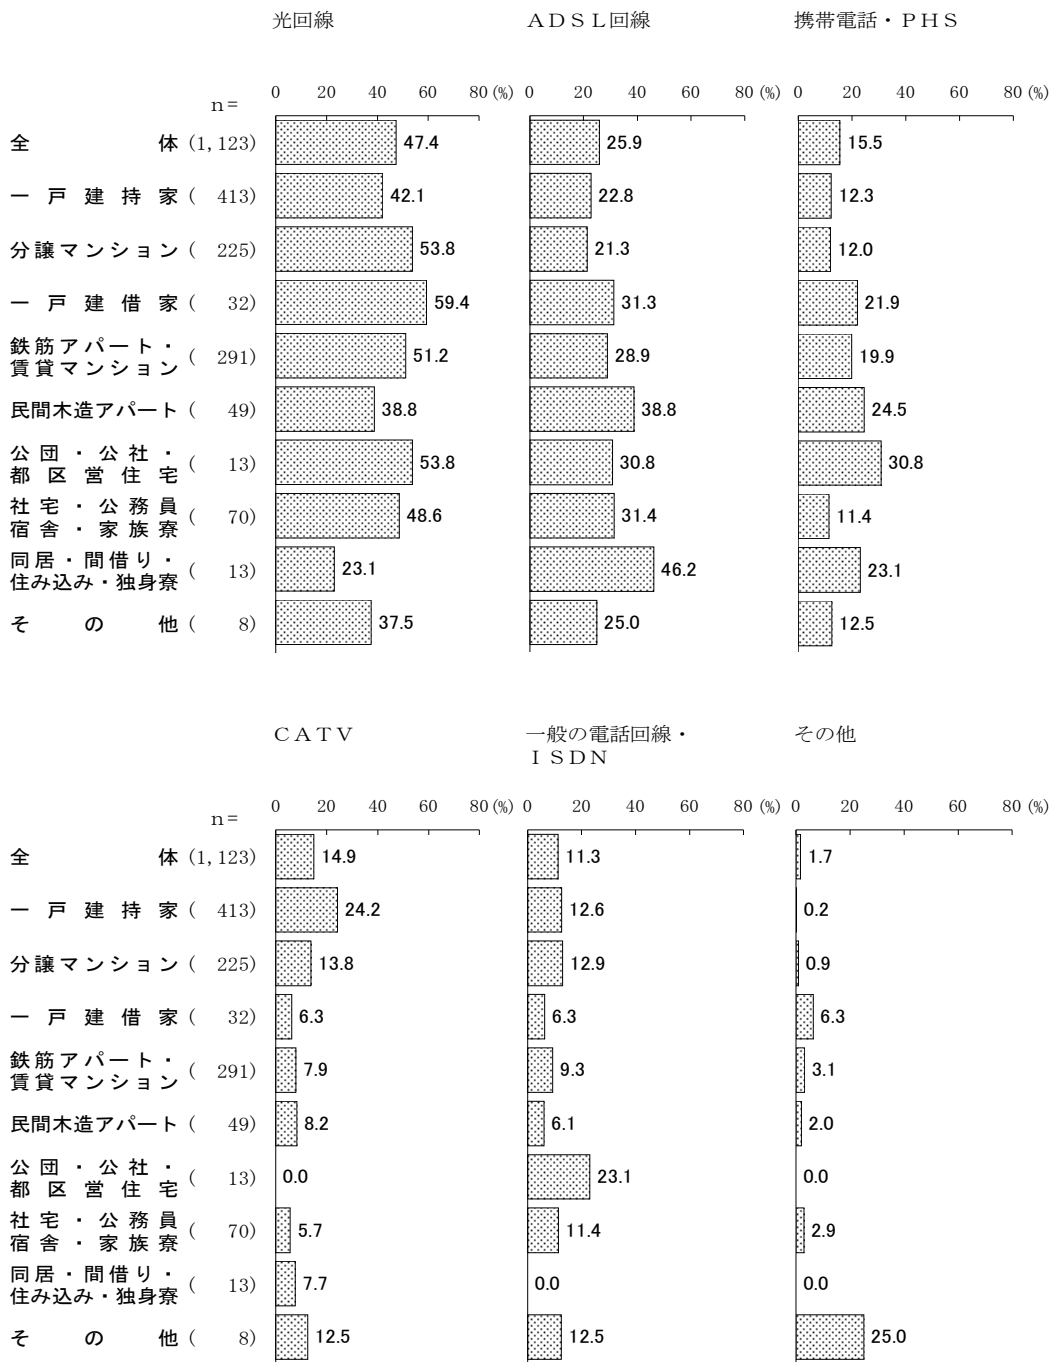 光回線 ADSL回線 携帯電話・PHS
n= 0 20 40 60 80 (%) 0 20 40 60 80 (%) 0 20 40 60 80 (%)
全体 (1,123) 47.4 25.9 15.5
一戸建持家 ( 413) 42.1 22.8 12.3
分譲マンション ( 225) 53.8 21.3 12.0
一戸建借家 ( 32) 59.4 31.3 21.9
鉄筋アパート・
賃貸マンション ( 291) 51.2 28.9 19.9
民間木造アパート ( 49) 38.8 38.8 24.5
公団・公社・
都区営住宅 ( 13) 53.8 30.8 30.8
社宅・公務員
宿舎・家族寮 ( 70) 48.6 31.4 11.4
同居・間借り・
住み込み・独身寮 ( 13) 23.1 46.2 23.1
その他 ( 8) 37.5 25.0 12.5
CATV 一般の電話回線・ その他
ISDN
n= 0 20 40 60 80 (%) 0 20 40 60 80 (%) 0 20 40 60 80 (%)
全体 (1,123) 14.9 11.3 1.7
一戸建持家 ( 413) 24.2 12.6 0.2
分譲マンション ( 225) 13.8 12.9 0.9
一戸建借家 ( 32) 6.3 6.3 6.3
鉄筋アパート・
賃貸マンション ( 291) 7.9 9.3 3.1
民間木造アパート ( 49) 8.2 6.1 2.0
公団・公社・
都区営住宅 ( 13) 0.0 23.1 0.0
社宅・公務員
宿舎・家族寮 ( 70) 5.7 11.4 2.9
同居・間借り・
住み込み・独身寮 ( 13) 7.7 0.0 0.0
その他 ( 8) 12.5 12.5 25.0